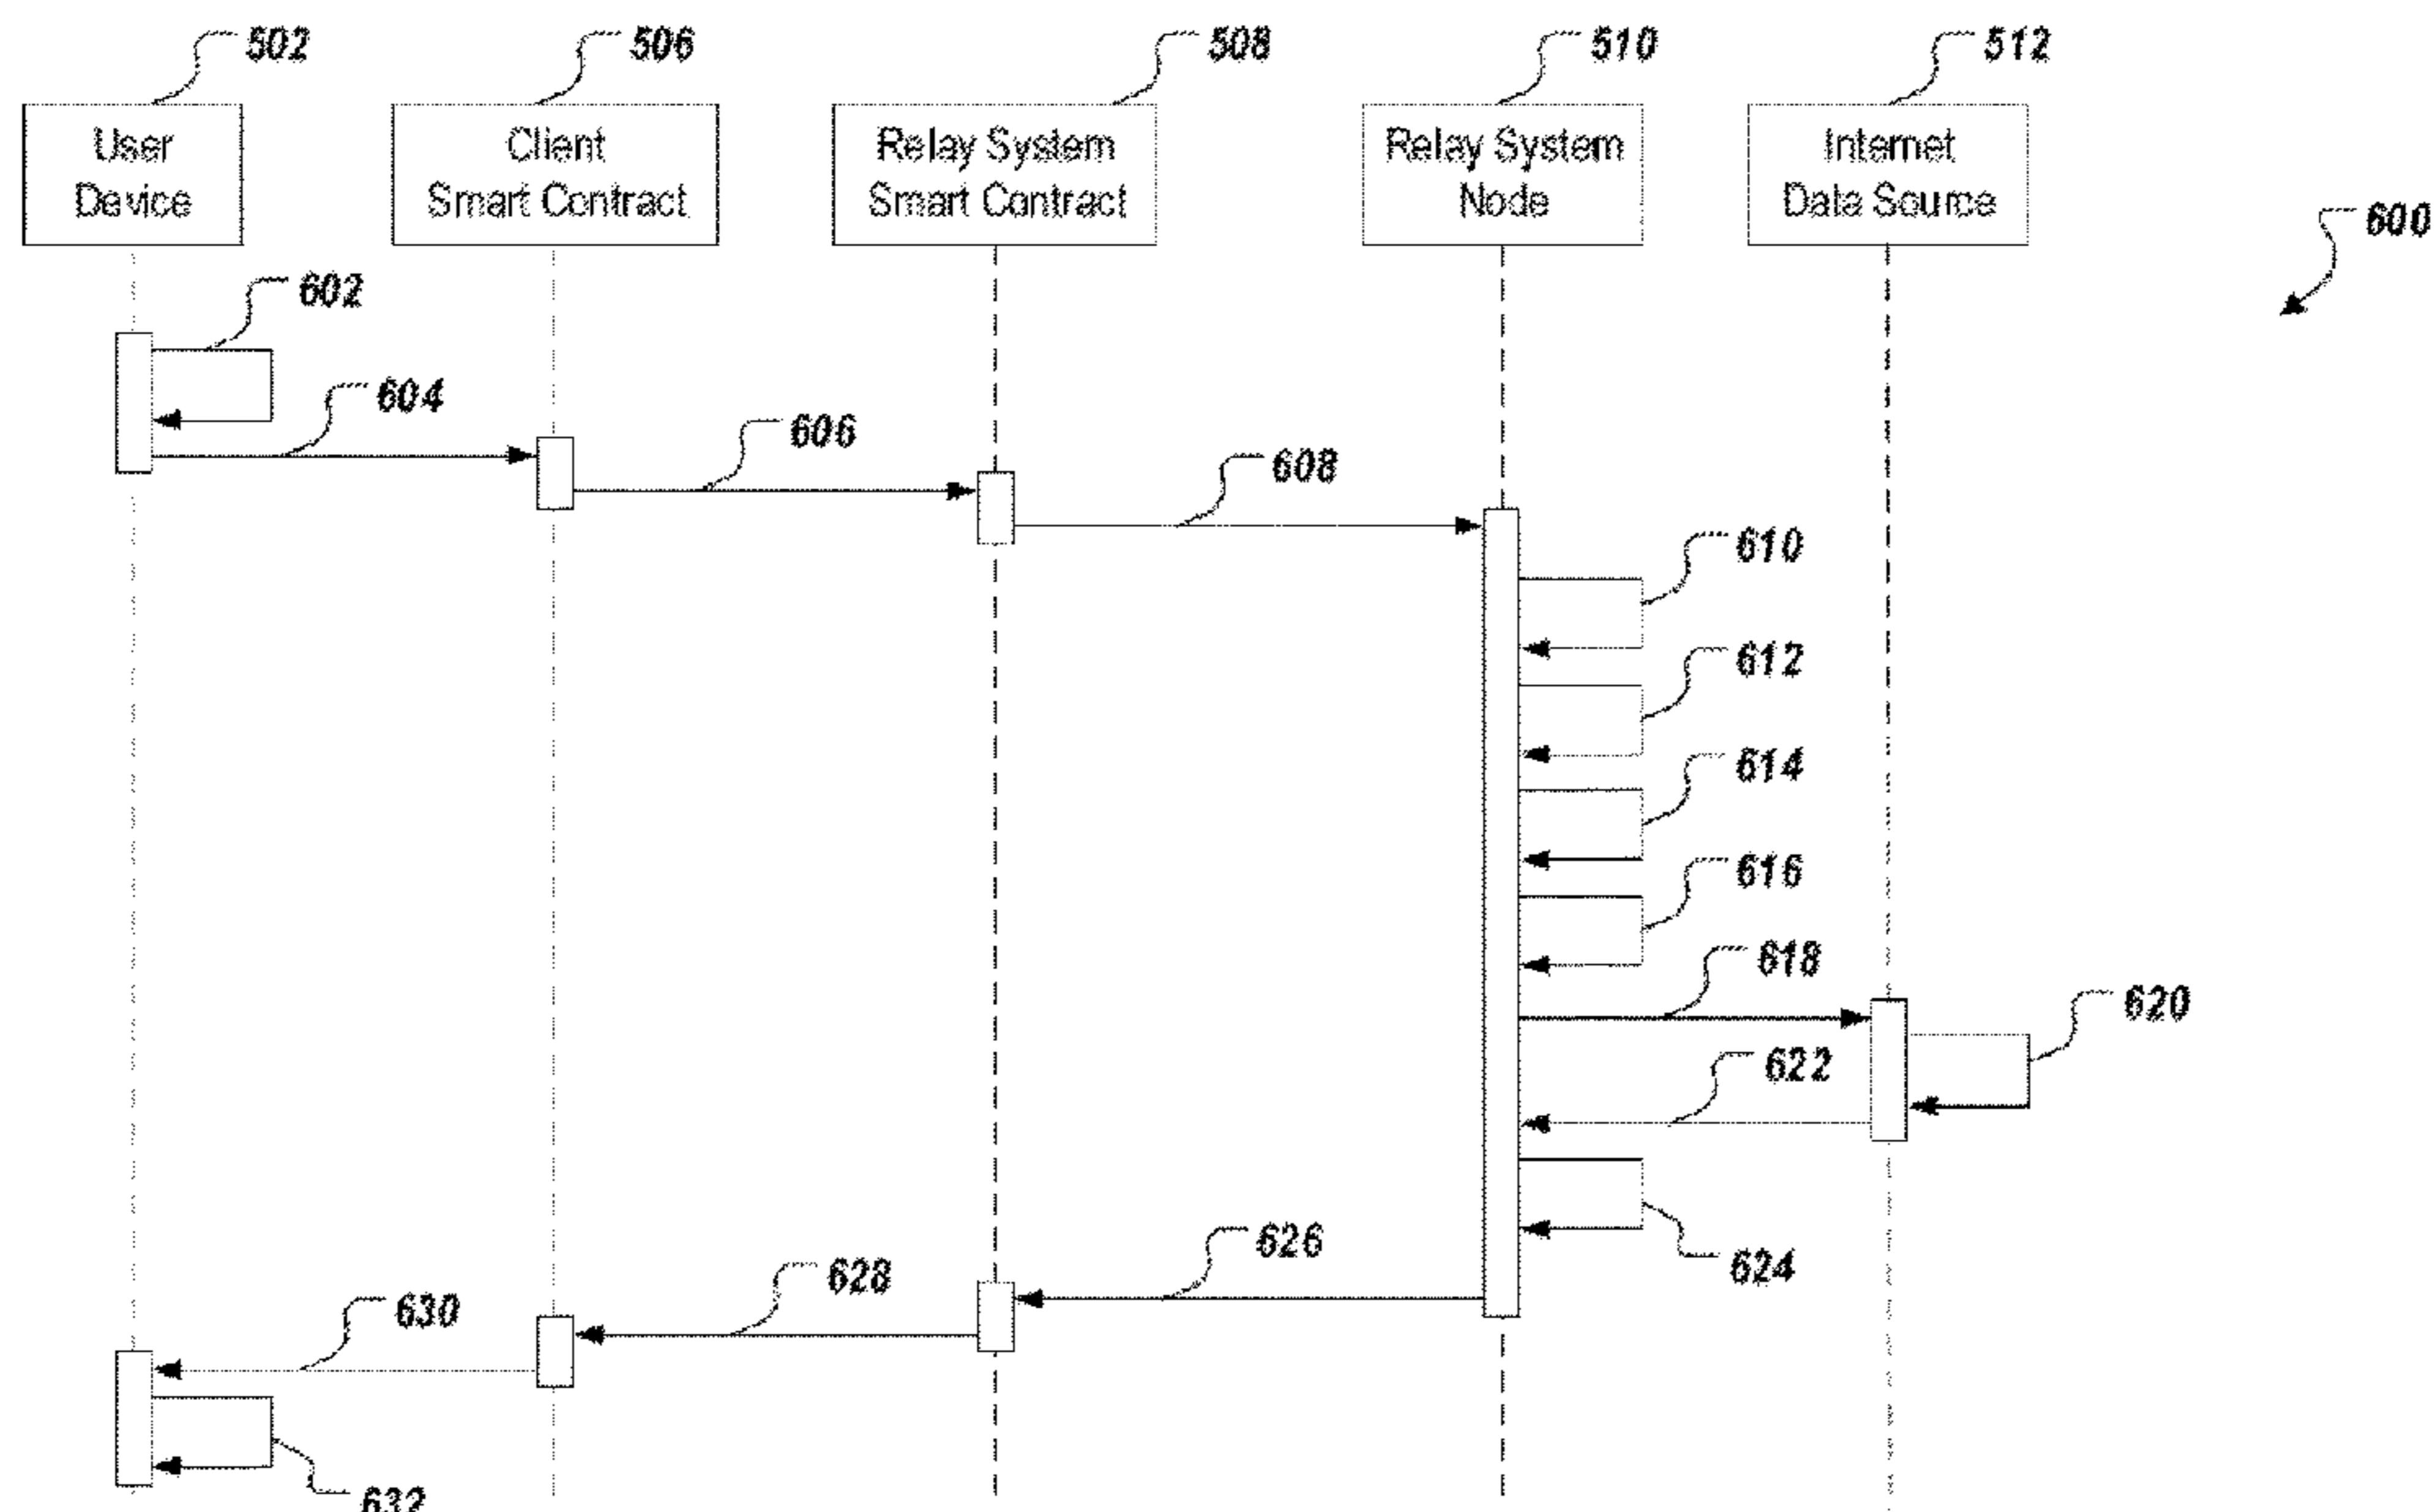 502
506
508
510
512
User
Device
Client
Smart Contract
Relay System
Smart Contract
Relay System
Node
Internet
Data Source
600
602
604
606
608
610
612
614
616
618
620
622
624
626
628
630
632